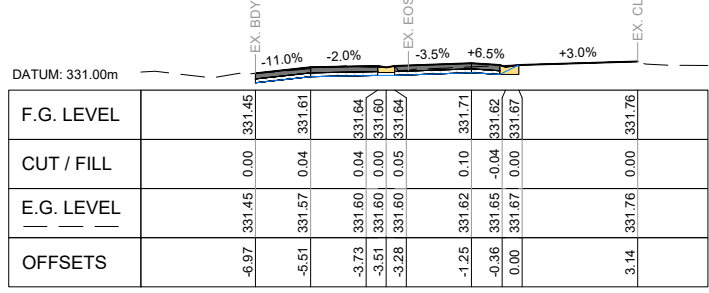 EX. BDY
EX. EOS
EX. CL
-11.0% -2.0% -3.5% +6.5% +3.0%
DATUM: 331.00m
F.G. LEVEL 331.45 331.61 331.64 331.60 331.64 331.71 331.62 331.67 331.76
CUT / FILL 0.00 0.04 0.04 0.00 0.05 0.10 -0.04 0.00 0.00
E.G. LEVEL 331.45 331.57 331.60 331.60 331.60 331.62 331.65 331.67 331.76
OFFSETS -6.97 -5.51 -3.73 -3.51 -3.28 -1.25 -0.36 0.00 3.14